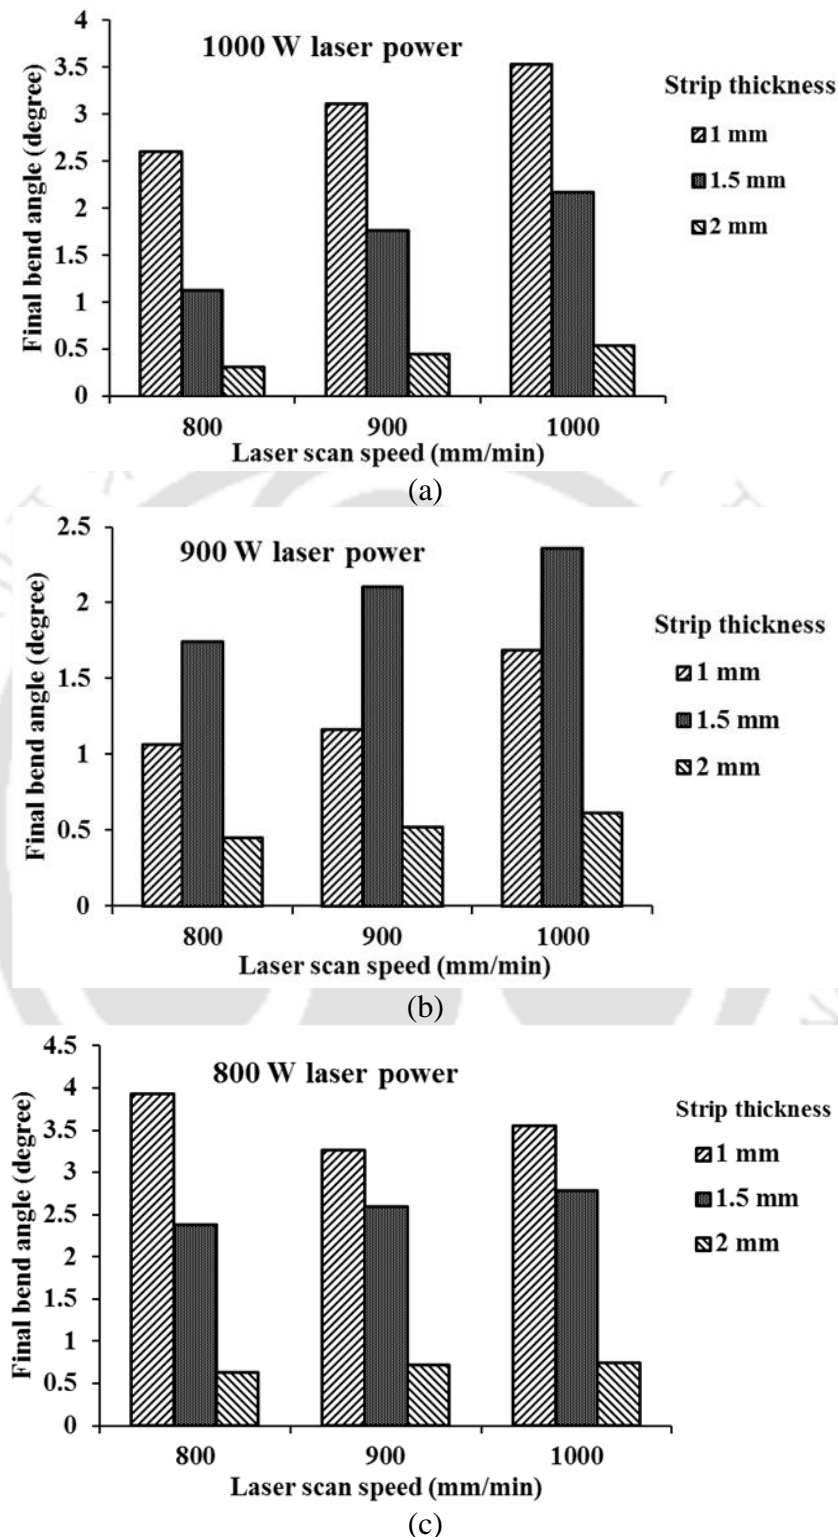 1000 W laser power
Final bend angle (degree)
4
3.5
3
2.5
2
1.5
1
0.5
0
800 900 1000
Laser scan speed (mm/min)
Strip thickness
1 mm
1.5 mm
2 mm
(a)
900 W laser power
Final bend angle (degree)
2.5
2
1.5
1
0.5
0
800 900 1000
Laser scan speed (mm/min)
Strip thickness
1 mm
1.5 mm
2 mm
(b)
800 W laser power
Final bend angle (degree)
4.5
4
3.5
3
2.5
2
1.5
1
0.5
0
800 900 1000
Laser scan speed (mm/min)
Strip thickness
1 mm
1.5 mm
2 mm
(c)